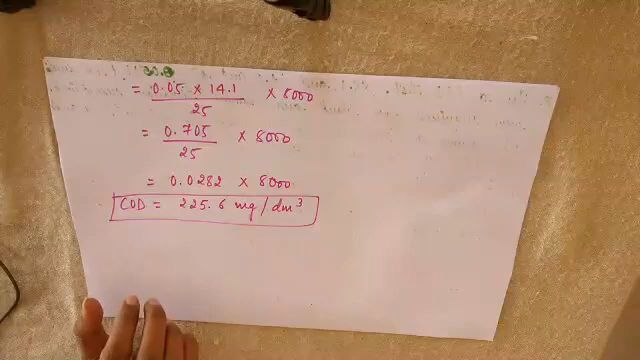 = 0.05 × 14.1 / 25 × 8000
= 0.705 / 25 × 8000
= 0.0282 × 8000
COD = 225.6 mg/dm³